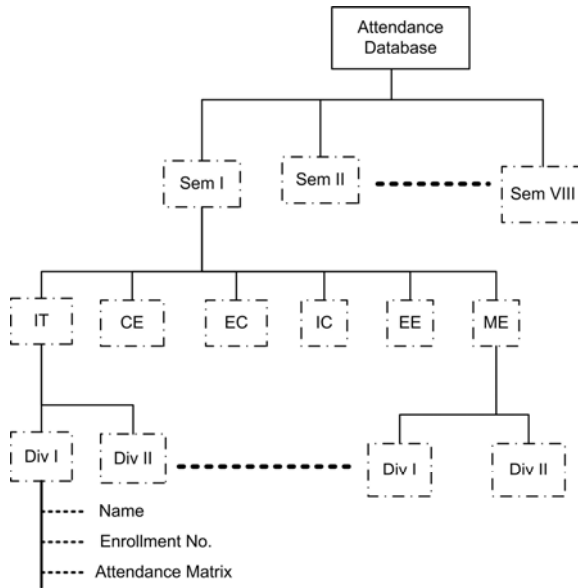 Attendance
Database
Sem I
Sem II
Sem VIII
IT
CE
EC
IC
EE
ME
Div I
Div II
Div I
Div II
Name
Enrollment No.
Attendance Matrix